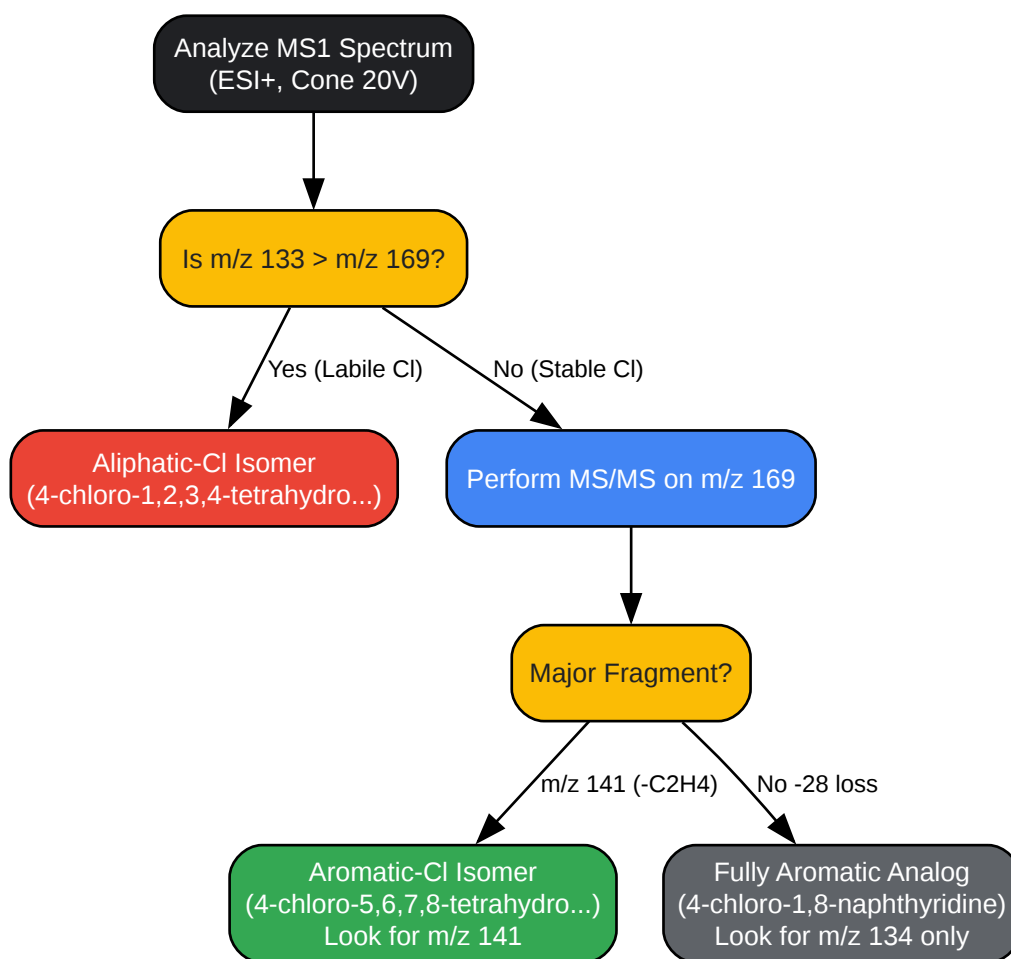 Analyze MS1 Spectrum
(ESI+, Cone 20V)
Is m/z 133 > m/z 169?
Yes (Labile Cl)
No (Stable Cl)
Aliphatic-Cl Isomer
(4-chloro-1,2,3,4-tetrahydro...)
Perform MS/MS on m/z 169
Major Fragment?
m/z 141 (-C2H4)
No -28 loss
Aromatic-Cl Isomer
(4-chloro-5,6,7,8-tetrahydro...)
Look for m/z 141
Fully Aromatic Analog
(4-chloro-1,8-naphthyridine)
Look for m/z 134 only